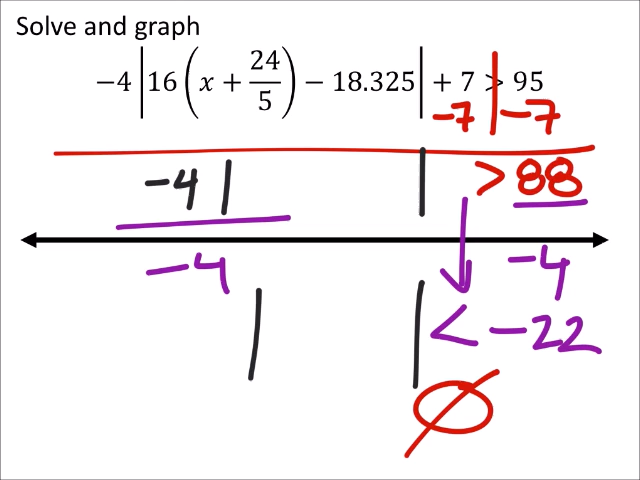 Solve and graph
−4 |16 (x + 24/5) − 18.325| + 7 > 95
−7 | −7
−4 | | > 88
−4 −4
| | < −22
∅